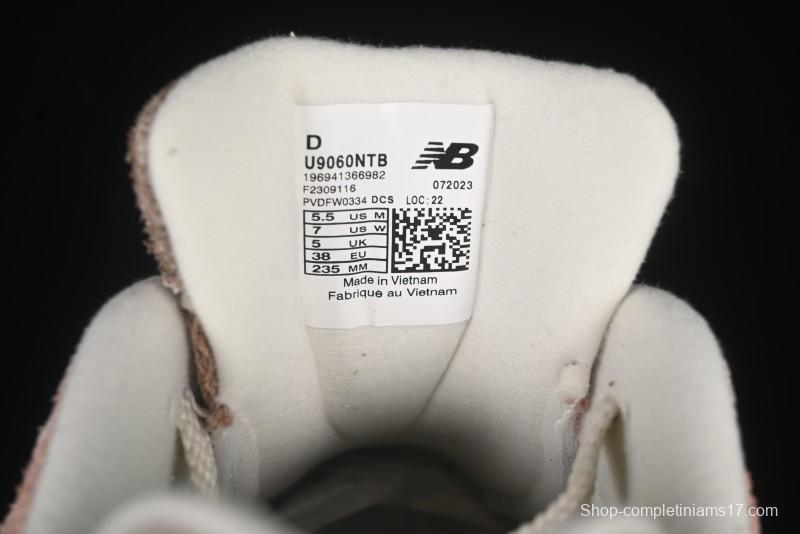 D
U9060NTB
NB
196941366982
F2309116 072023
PVDFW0334 DCS LOC:22
5.5 US M
7 US W
5 UK
38 EU
235 MM
Made in Vietnam
Fabrique au Vietnam
Shop-completiniams17.com